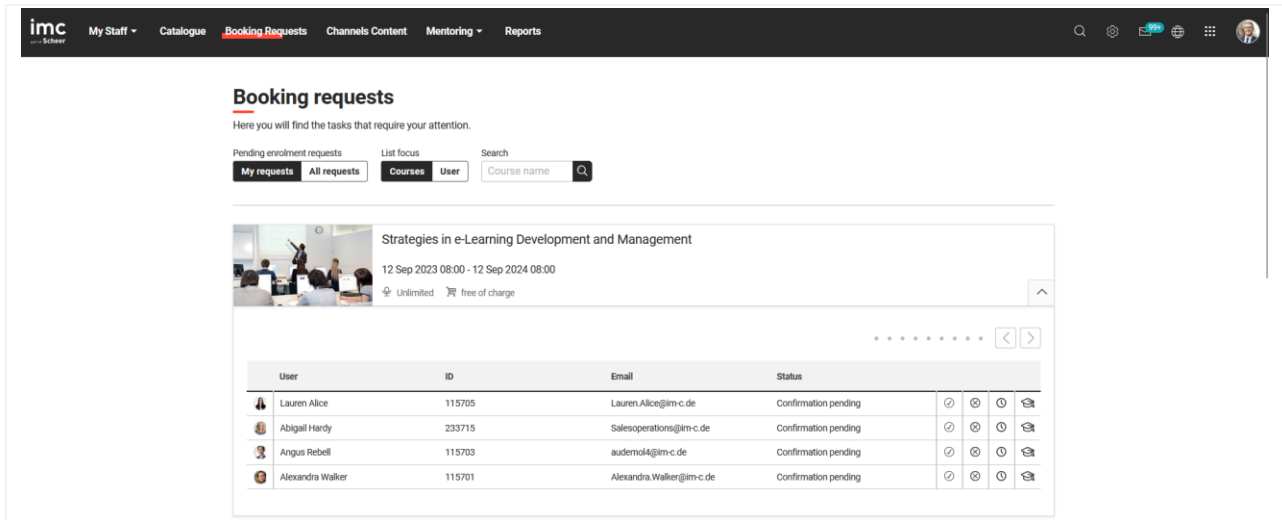 imc
part of Scheer
My Staff
Catalogue
Booking Requests
Channels Content
Mentoring
Reports
99+
Booking requests
Here you will find the tasks that require your attention.
Pending enrolment requests
List focus
Search
My requests
All requests
Courses
User
Course name
Strategies in e-Learning Development and Management
12 Sep 2023 08:00 - 12 Sep 2024 08:00
Unlimited
free of charge
User ID Email Status
Lauren Alice 115705 Lauren.Alice@im-c.de Confirmation pending
Abigail Hardy 233715 Salesoperations@im-c.de Confirmation pending
Angus Rebell 115703 audemol4@im-c.de Confirmation pending
Alexandra Walker 115701 Alexandra.Walker@im-c.de Confirmation pending